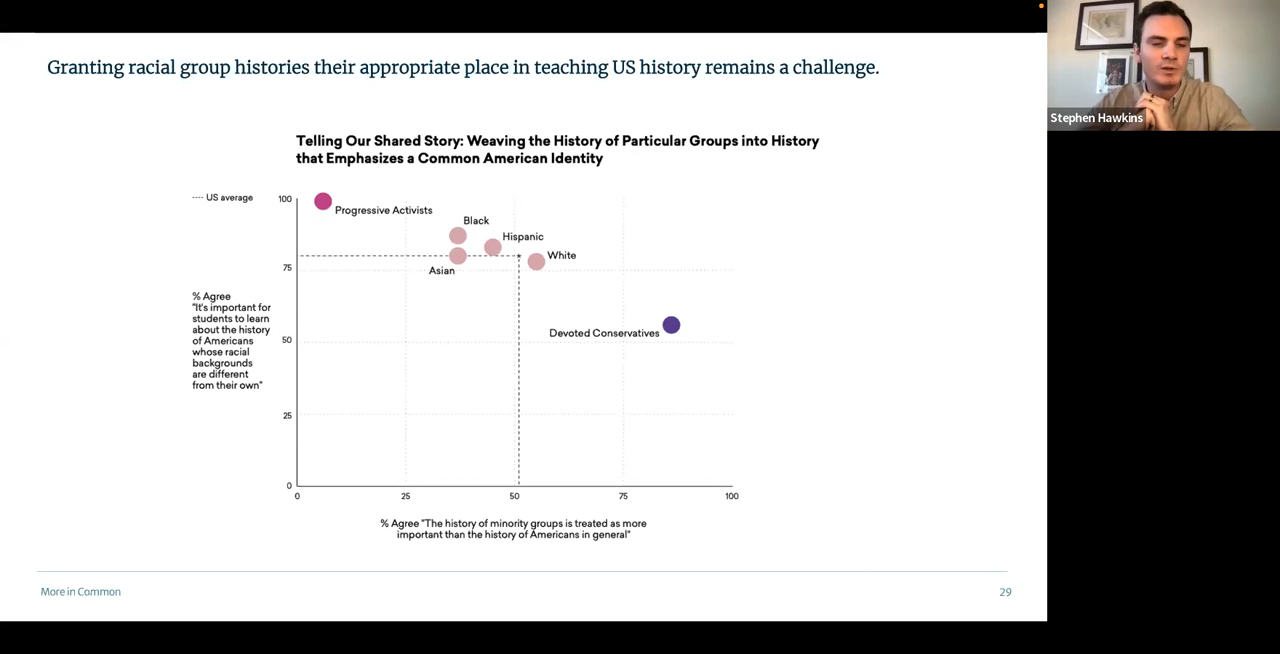 Granting racial group histories their appropriate place in teaching US history remains a challenge.
Stephen Hawkins
Telling Our Shared Story: Weaving the History of Particular Groups into History
that Emphasizes a Common American Identity
---- US average
100
Progressive Activists
Black
Hispanic
White
Asian
75
% Agree
"It's important for
students to learn
about the history
of Americans
whose racial
backgrounds
are different
from their own"
Devoted Conservatives
50
25
0
0
25
50
75
100
% Agree "The history of minority groups is treated as more
important than the history of Americans in general"
More in Common
29